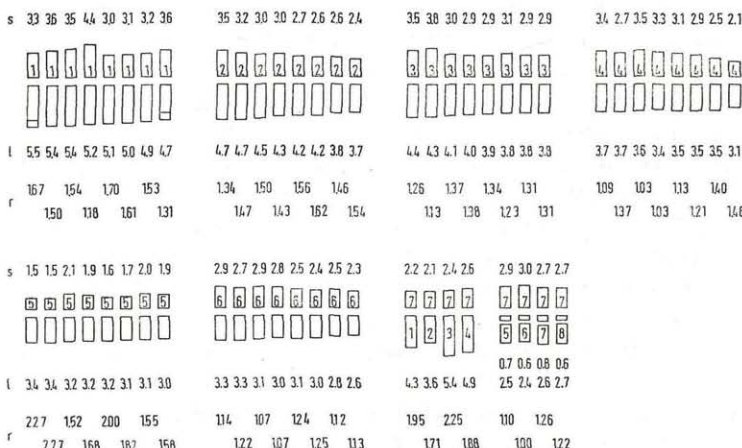 s 3.3 3.6 3.5 4.4 3.0 3.1 3.2 3.6 3.5 3.2 3.0 3.0 2.7 2.6 2.6 2.4 3.5 3.8 3.0 2.9 2.9 3.1 2.9 2.9 3.4 2.7 3.5 3.3 3.1 2.9 2.5 2.1
1 1 1 1 1 1 1 1 2 2 2 2 2 2 2 2 3 3 3 3 3 3 3 3 4 4 4 4 4 4 4 4
l 5.5 5.4 5.4 5.2 5.1 5.0 4.9 4.7 4.7 4.7 4.5 4.3 4.2 4.2 3.8 3.7 4.4 4.3 4.1 4.0 3.9 3.8 3.8 3.8 3.7 3.7 3.6 3.4 3.5 3.5 3.5 3.1
1.67 1.54 1.70 1.53 1.34 1.50 1.56 1.46 1.26 1.37 1.34 1.31 1.09 1.03 1.13 1.40
r 1.50 1.18 1.61 1.31 1.47 1.43 1.62 1.54 1.13 1.38 1.23 1.31 1.37 1.03 1.21 1.46
s 1.5 1.5 2.1 1.9 1.6 1.7 2.0 1.9 2.9 2.7 2.9 2.8 2.5 2.4 2.5 2.3 2.2 2.1 2.4 2.6 2.9 3.0 2.7 2.7
5 5 5 5 5 5 5 5 6 6 6 6 6 6 6 6 7 7 7 7 7 7 7 7
1 2 3 4 5 6 7 8
0.7 0.6 0.8 0.6
l 3.4 3.4 3.2 3.2 3.2 3.1 3.1 3.0 3.3 3.3 3.1 3.0 3.1 3.0 2.8 2.6 4.3 3.6 5.4 4.9 2.5 2.4 2.6 2.7
2.27 1.52 2.00 1.55 1.14 1.07 1.24 1.12 1.95 2.25 1.10 1.26
r 2.27 1.68 1.82 1.58 1.22 1.07 1.25 1.13 1.71 1.88 1.00 1.22